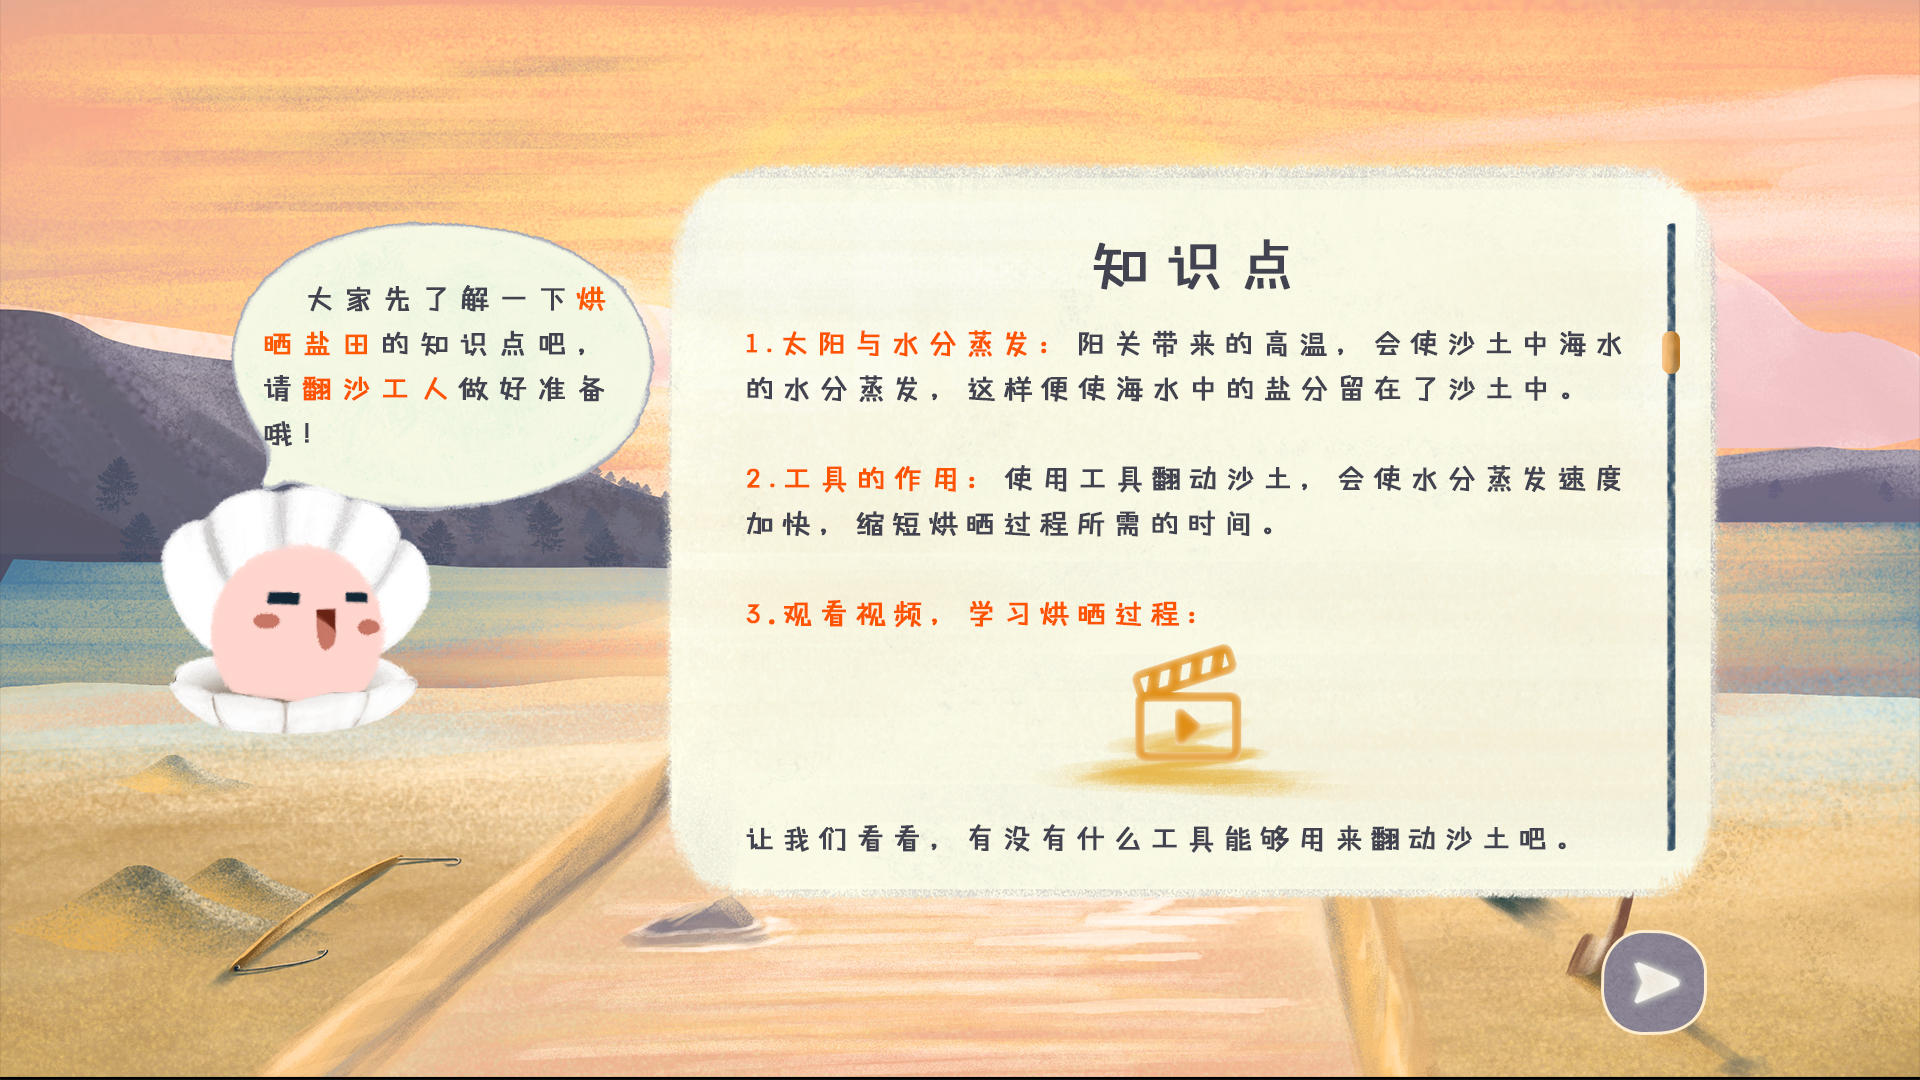 大家先了解一下烘
晒盐田的知识点吧，
请翻沙工人做好准备
哦！
知识点
1.太阳与水分蒸发：阳关带来的高温，会使沙土中海水
的水分蒸发，这样便使海水中的盐分留在了沙土中。
2.工具的作用：使用工具翻动沙土，会使水分蒸发速度
加快，缩短烘晒过程所需的时间。
3.观看视频，学习烘晒过程：
让我们看看，有没有什么工具能够用来翻动沙土吧。